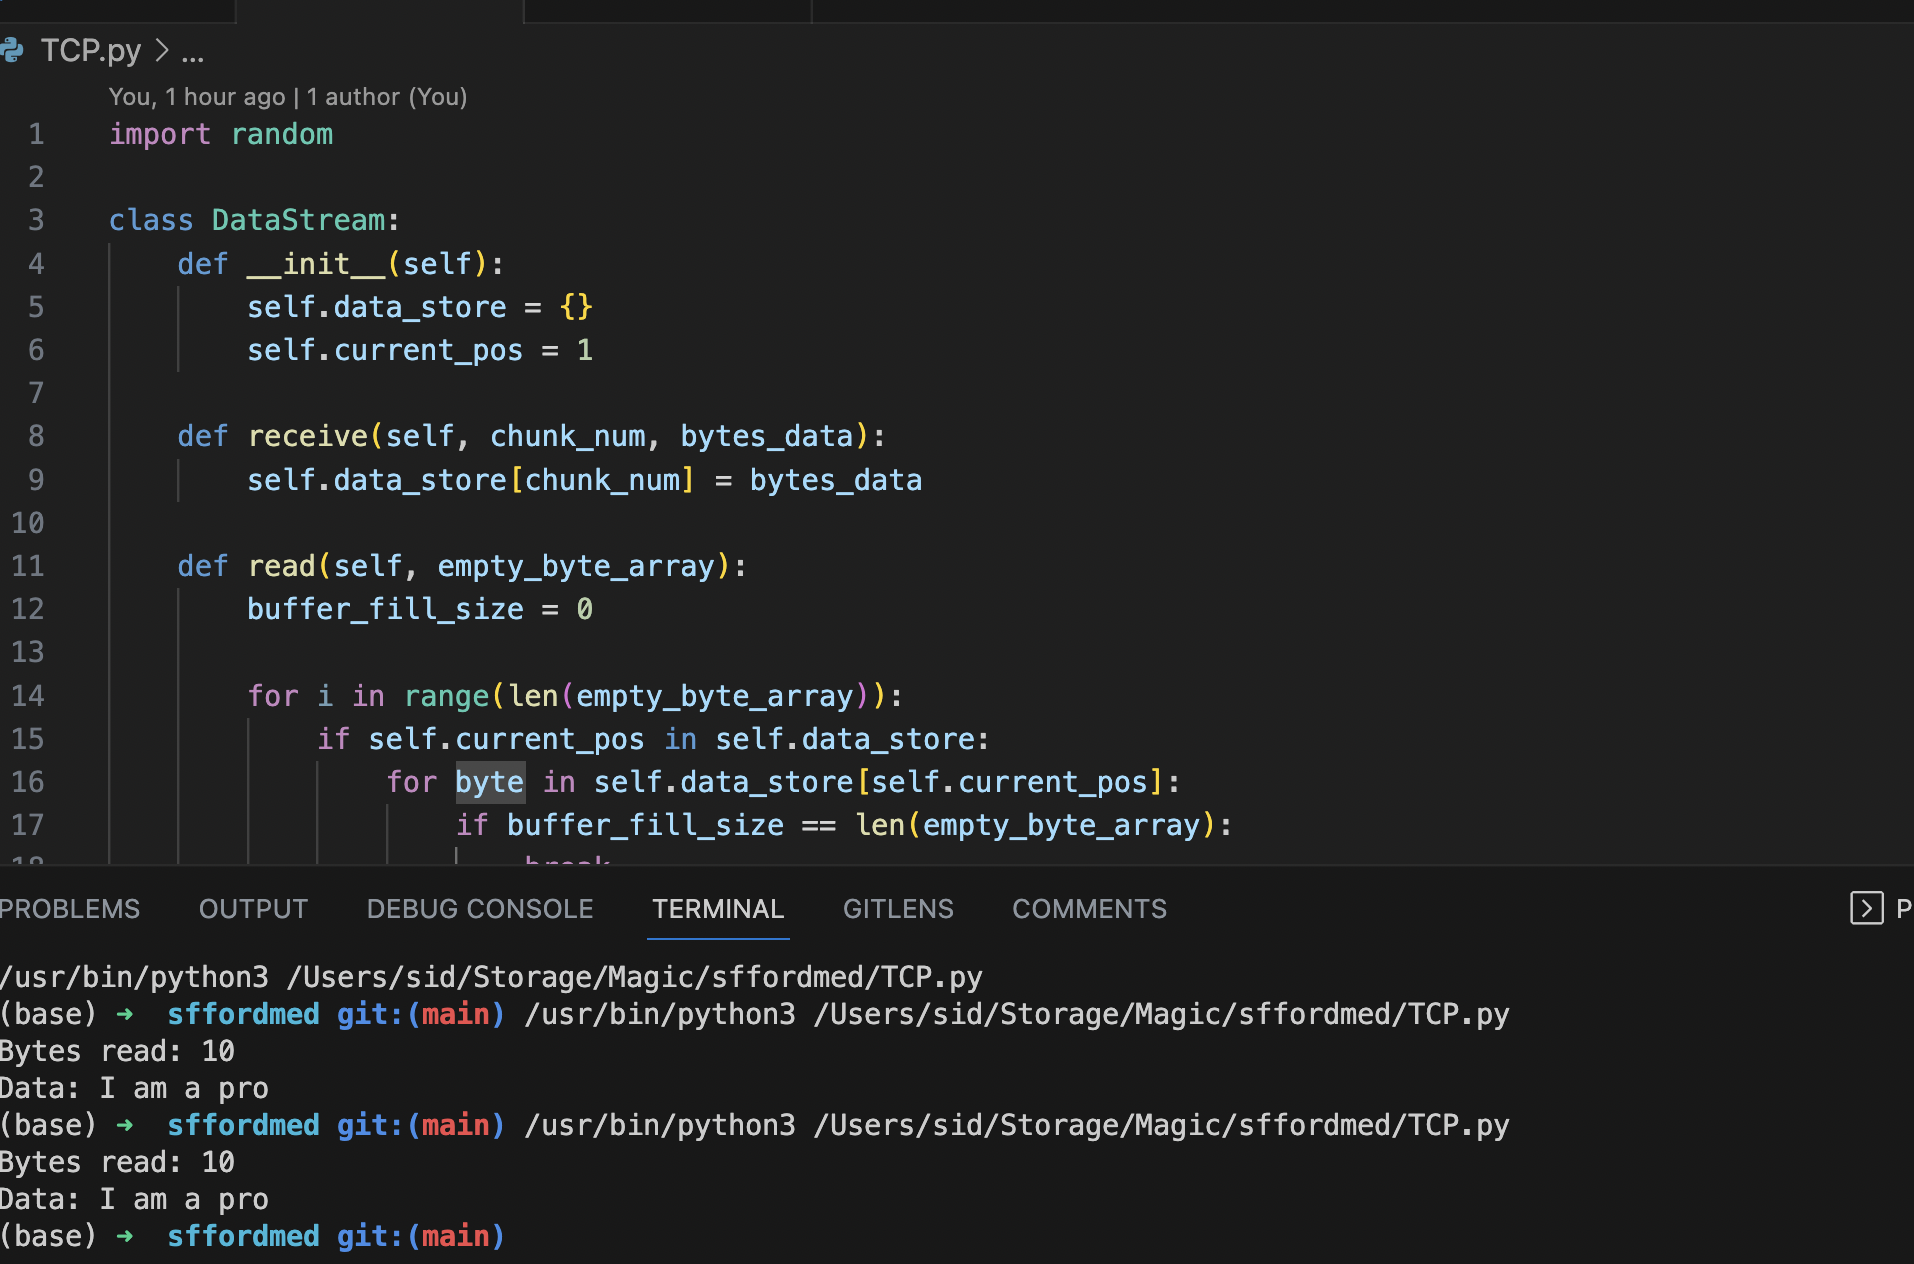 TCP.py > ...
You, 1 hour ago | 1 author (You)
1 import random
2
3 class DataStream:
4     def __init__(self):
5         self.data_store = {}
6         self.current_pos = 1
7
8     def receive(self, chunk_num, bytes_data):
9         self.data_store[chunk_num] = bytes_data
10
11     def read(self, empty_byte_array):
12         buffer_fill_size = 0
13
14         for i in range(len(empty_byte_array)):
15             if self.current_pos in self.data_store:
16                 for byte in self.data_store[self.current_pos]:
17                     if buffer_fill_size == len(empty_byte_array):
18                         break
PROBLEMS OUTPUT DEBUG CONSOLE TERMINAL GITLENS COMMENTS P
/usr/bin/python3 /Users/sid/Storage/Magic/sffordmed/TCP.py
(base) ➜ sffordmed git:(main) /usr/bin/python3 /Users/sid/Storage/Magic/sffordmed/TCP.py
Bytes read: 10
Data: I am a pro
(base) ➜ sffordmed git:(main) /usr/bin/python3 /Users/sid/Storage/Magic/sffordmed/TCP.py
Bytes read: 10
Data: I am a pro
(base) ➜ sffordmed git:(main)